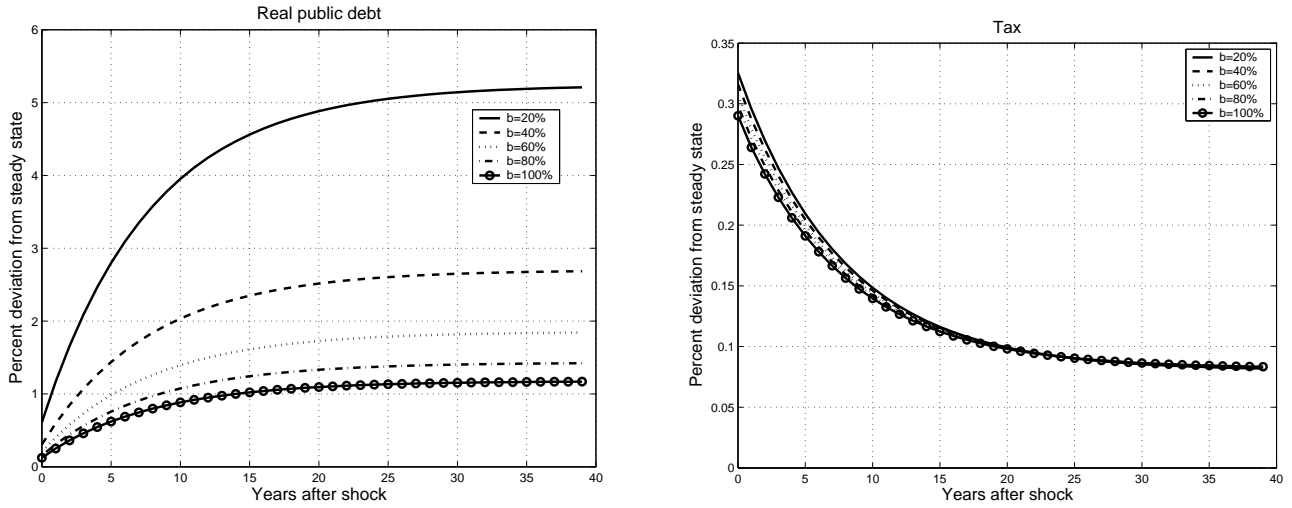 Real public debt
Percent deviation from steady state
6
5
4
3
2
1
0
b=20%
b=40%
b=60%
b=80%
b=100%
0 5 10 15 20 25 30 35 40
Years after shock
Tax
Percent deviation from steady state
0.35
0.3
0.25
0.2
0.15
0.1
0.05
0
b=20%
b=40%
b=60%
b=80%
b=100%
0 5 10 15 20 25 30 35 40
Years after shock